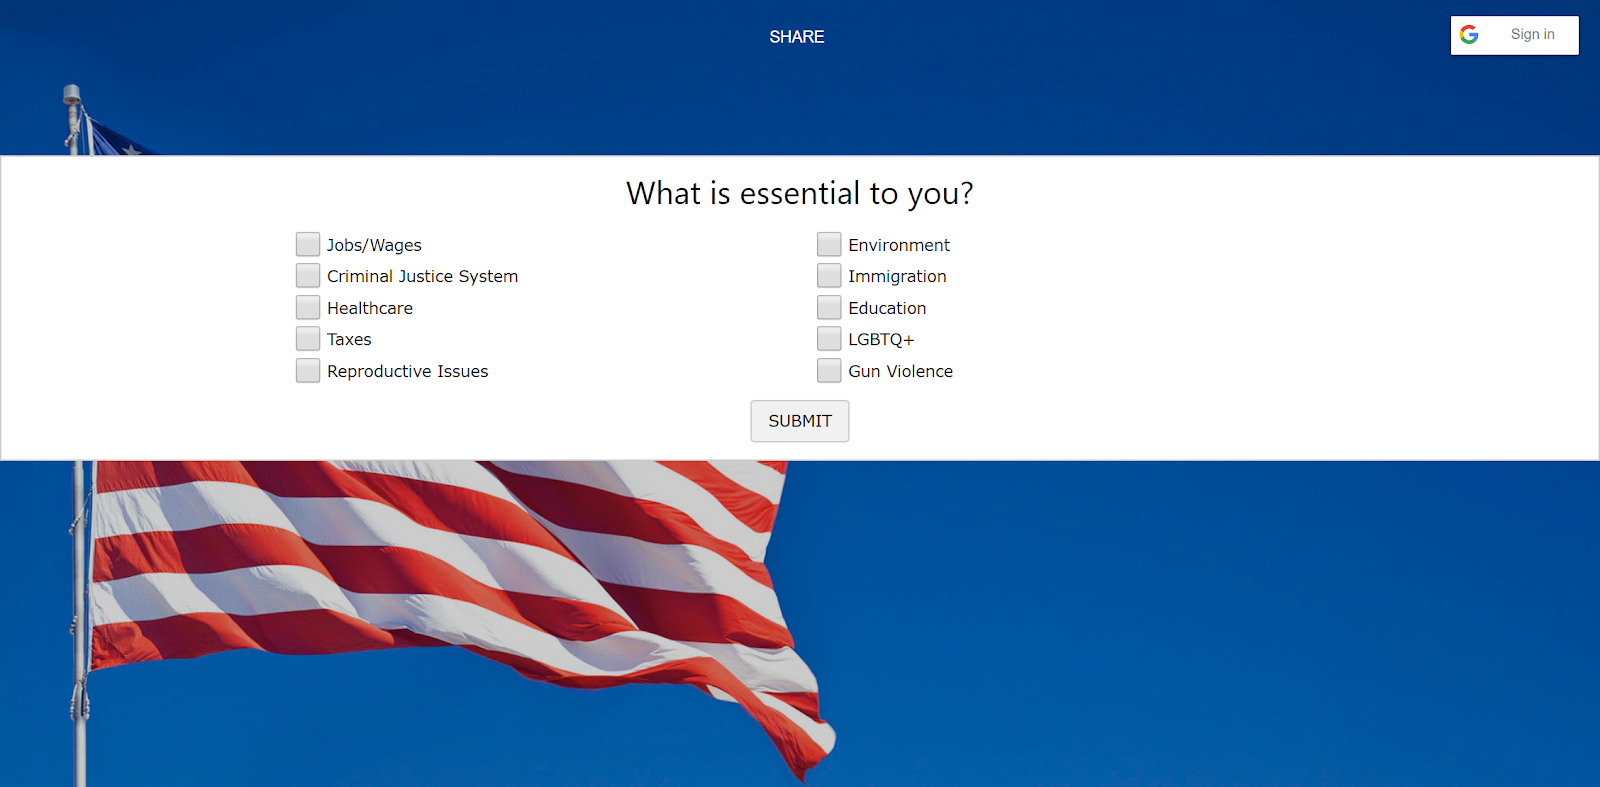 SHARE
Sign in
What is essential to you?
Jobs/Wages
Criminal Justice System
Healthcare
Taxes
Reproductive Issues
Environment
Immigration
Education
LGBTQ+
Gun Violence
SUBMIT